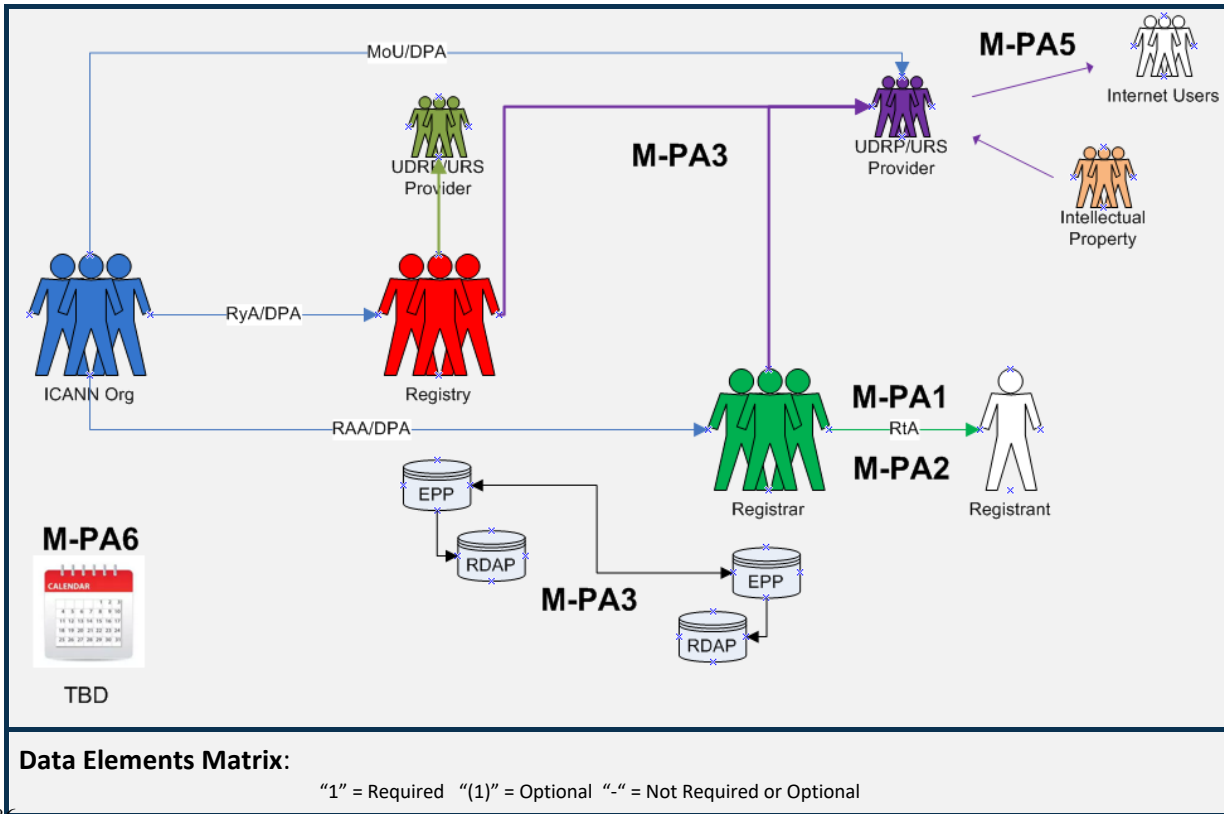 MoU/DPA
M-PA5
Internet Users
UDRP/URS
Provider
M-PA3
UDRP/URS
Provider
Intellectual
Property
RyA/DPA
ICANN Org
Registry
M-PA1
RAA/DPA
RtA
M-PA2
EPP
Registrar
Registrant
M-PA6
RDAP
EPP
M-PA3
CALENDAR
RDAP
TBD
Data Elements Matrix:
“1” = Required “(1)” = Optional “-“ = Not Required or Optional